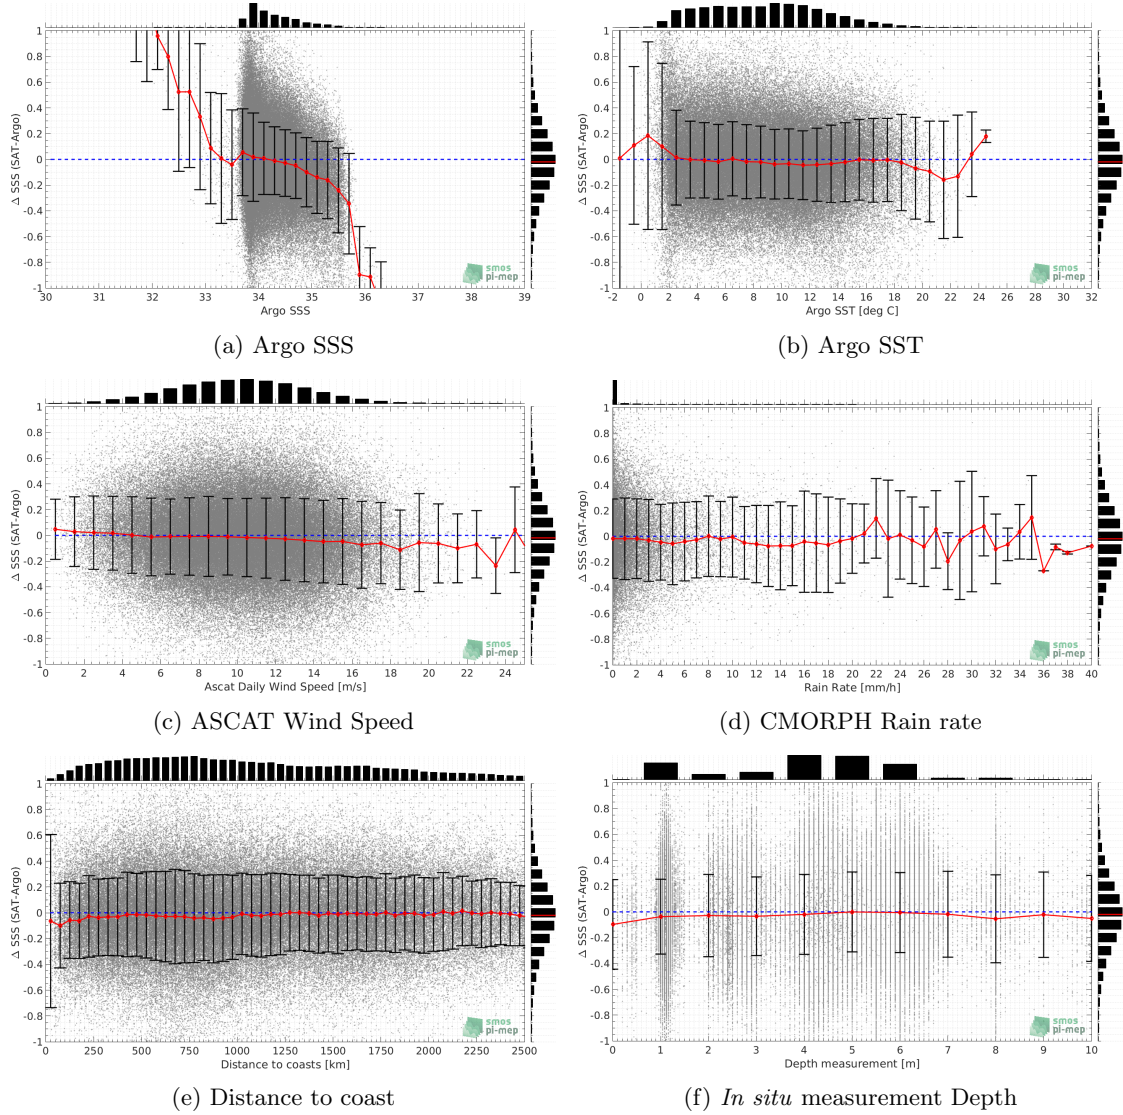 Δ SSS (SAT-Argo)
1
0.8
0.6
0.4
0.2
0
-0.2
-0.4
-0.6
-0.8
-1
30 31 32 33 34 35 36 37 38 39
Argo SSS
smos
pi-mep
(a) Argo SSS
Δ SSS (SAT-Argo)
1
0.8
0.6
0.4
0.2
0
-0.2
-0.4
-0.6
-0.8
-1
-2 0 2 4 6 8 10 12 14 16 18 20 22 24 26 28 30 32
Argo SST [deg C]
smos
pi-mep
(b) Argo SST
Δ SSS (SAT-Argo)
1
0.8
0.6
0.4
0.2
0
-0.2
-0.4
-0.6
-0.8
-1
0 2 4 6 8 10 12 14 16 18 20 22 24
Ascat Daily Wind Speed [m/s]
smos
pi-mep
(c) ASCAT Wind Speed
Δ SSS (SAT-Argo)
1
0.8
0.6
0.4
0.2
0
-0.2
-0.4
-0.6
-0.8
-1
0 2 4 6 8 10 12 14 16 18 20 22 24 26 28 30 32 34 36 38 40
Rain Rate [mm/h]
smos
pi-mep
(d) CMORPH Rain rate
Δ SSS (SAT-Argo)
1
0.8
0.6
0.4
0.2
0
-0.2
-0.4
-0.6
-0.8
-1
0 250 500 750 1000 1250 1500 1750 2000 2250 2500
Distance to coasts [km]
smos
pi-mep
(e) Distance to coast
Δ SSS (SAT-Argo)
1
0.8
0.6
0.4
0.2
0
-0.2
-0.4
-0.6
-0.8
-1
0 1 2 3 4 5 6 7 8 9 10
Depth measurement [m]
smos
pi-mep
(f) In situ measurement Depth